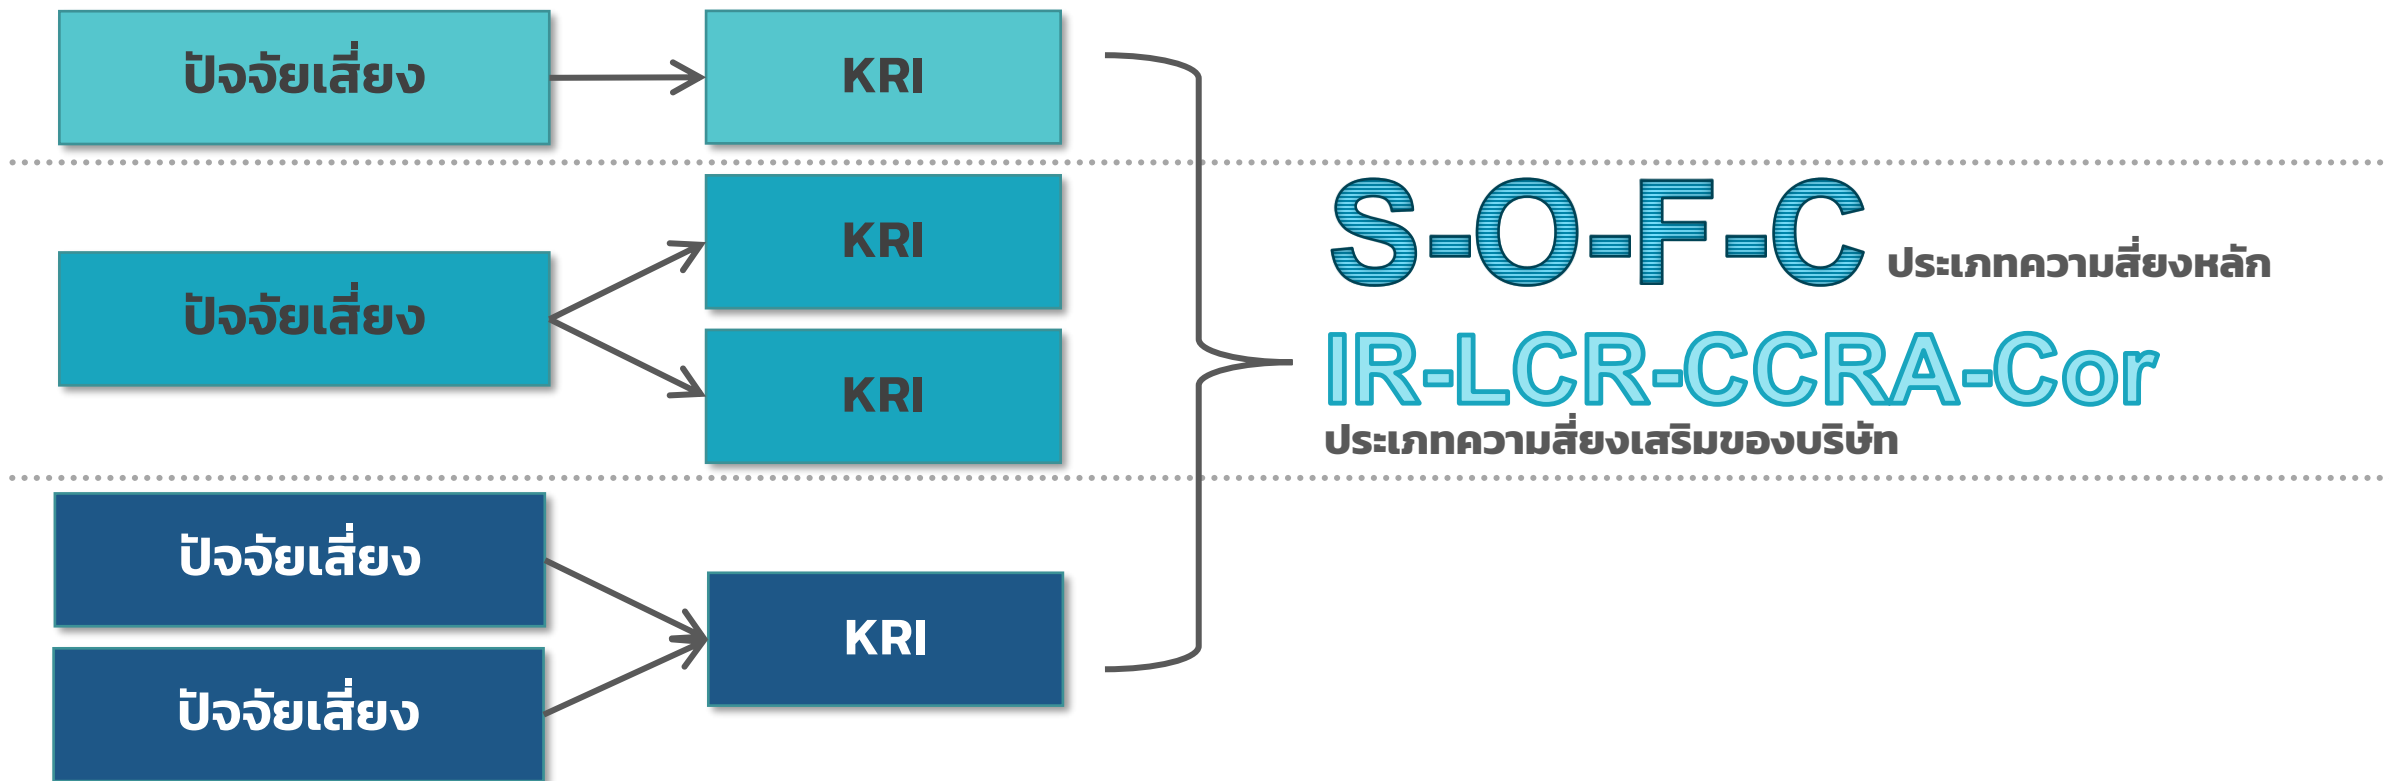 ปัจจัยเสี่ยง
KRI
ปัจจัยเสี่ยง
KRI
KRI
ปัจจัยเสี่ยง
ปัจจัยเสี่ยง
KRI
S-O-F-C ประเภทความสี่ยงหลัก
IR-LCR-CCRA-Cor
ประเภทความสี่ยงเสริมของบริษัท